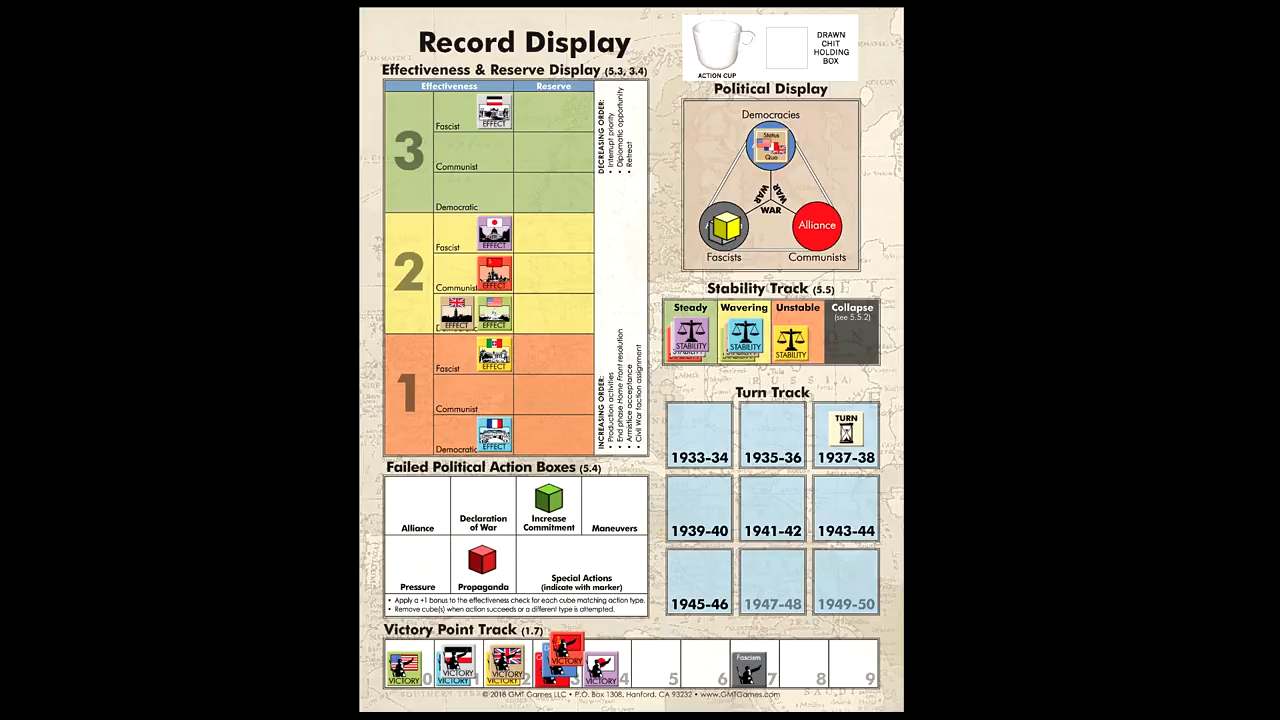 Record Display
ACTION CUP
DRAWN
CHIT
HOLDING
BOX
Effectiveness & Reserve Display (5.3, 3.4)
Effectiveness
Reserve
3
Fascist
EFFECT
Communist
Democratic
2
Fascist
EFFECT
Communist
EFFECT
EFFECT
EFFECT
1
Fascist
EFFECT
Communist
Democratic
EFFECT
DECREASING ORDER:
• Interrupt priority
• Diplomatic opportunity
• Retreat
INCREASING ORDER:
• Production activities
• End phase Home Front resolution
• Armistice acceptance
• Civil War faction assignment
Political Display
Democracies
Status
Quo
WAR
WAR
WAR
Alliance
Fascists
Communists
Stability Track (5.5)
Steady
Wavering
Unstable
Collapse
(see 5.5.2)
STABILITY
STABILITY
STABILITY
Turn Track
TURN
1933-34
1935-36
1937-38
1939-40
1941-42
1943-44
1945-46
1947-48
1949-50
Failed Political Action Boxes (5.4)
Alliance
Declaration
of War
Increase
Commitment
Maneuvers
Pressure
Propaganda
Special Actions
(indicate with marker)
• Apply a +1 bonus to the effectiveness check for each cube matching action type.
• Remove cube(s) when action succeeds or a different type is attempted.
Victory Point Track (1.7)
VICTORY
0
VICTORY
VICTORY
1
VICTORY
VICTORY
2
VICTORY
3
VICTORY
4
5
6
Fascism
7
8
9
© 2018 GMT Games LLC • P.O. Box 1308, Hanford, CA 93232 • www.GMTGames.com